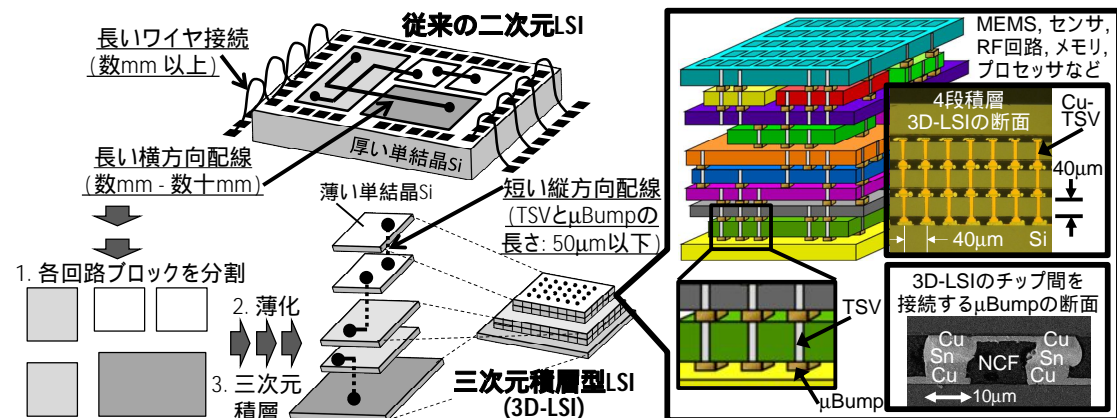 従来の二次元LSI
長いワイヤ接続
(数mm 以上)
厚い単結晶Si
長い横方向配線
(数mm - 数十mm)
薄い単結晶Si
短い縦方向配線
(TSVとμBumpの
長さ: 50μm以下)
1. 各回路ブロックを分割
2. 薄化
3. 三次元
積層
三次元積層型LSI
(3D-LSI)
MEMS, センサ,
RF回路, メモリ,
プロセッサなど
4段積層
3D-LSIの断面
Cu-
TSV
40μm
40μm
Si
TSV
μBump
3D-LSIのチップ間を
接続するμBumpの断面
Cu
Sn
Cu
NCF
Cu
Sn
Cu
10μm